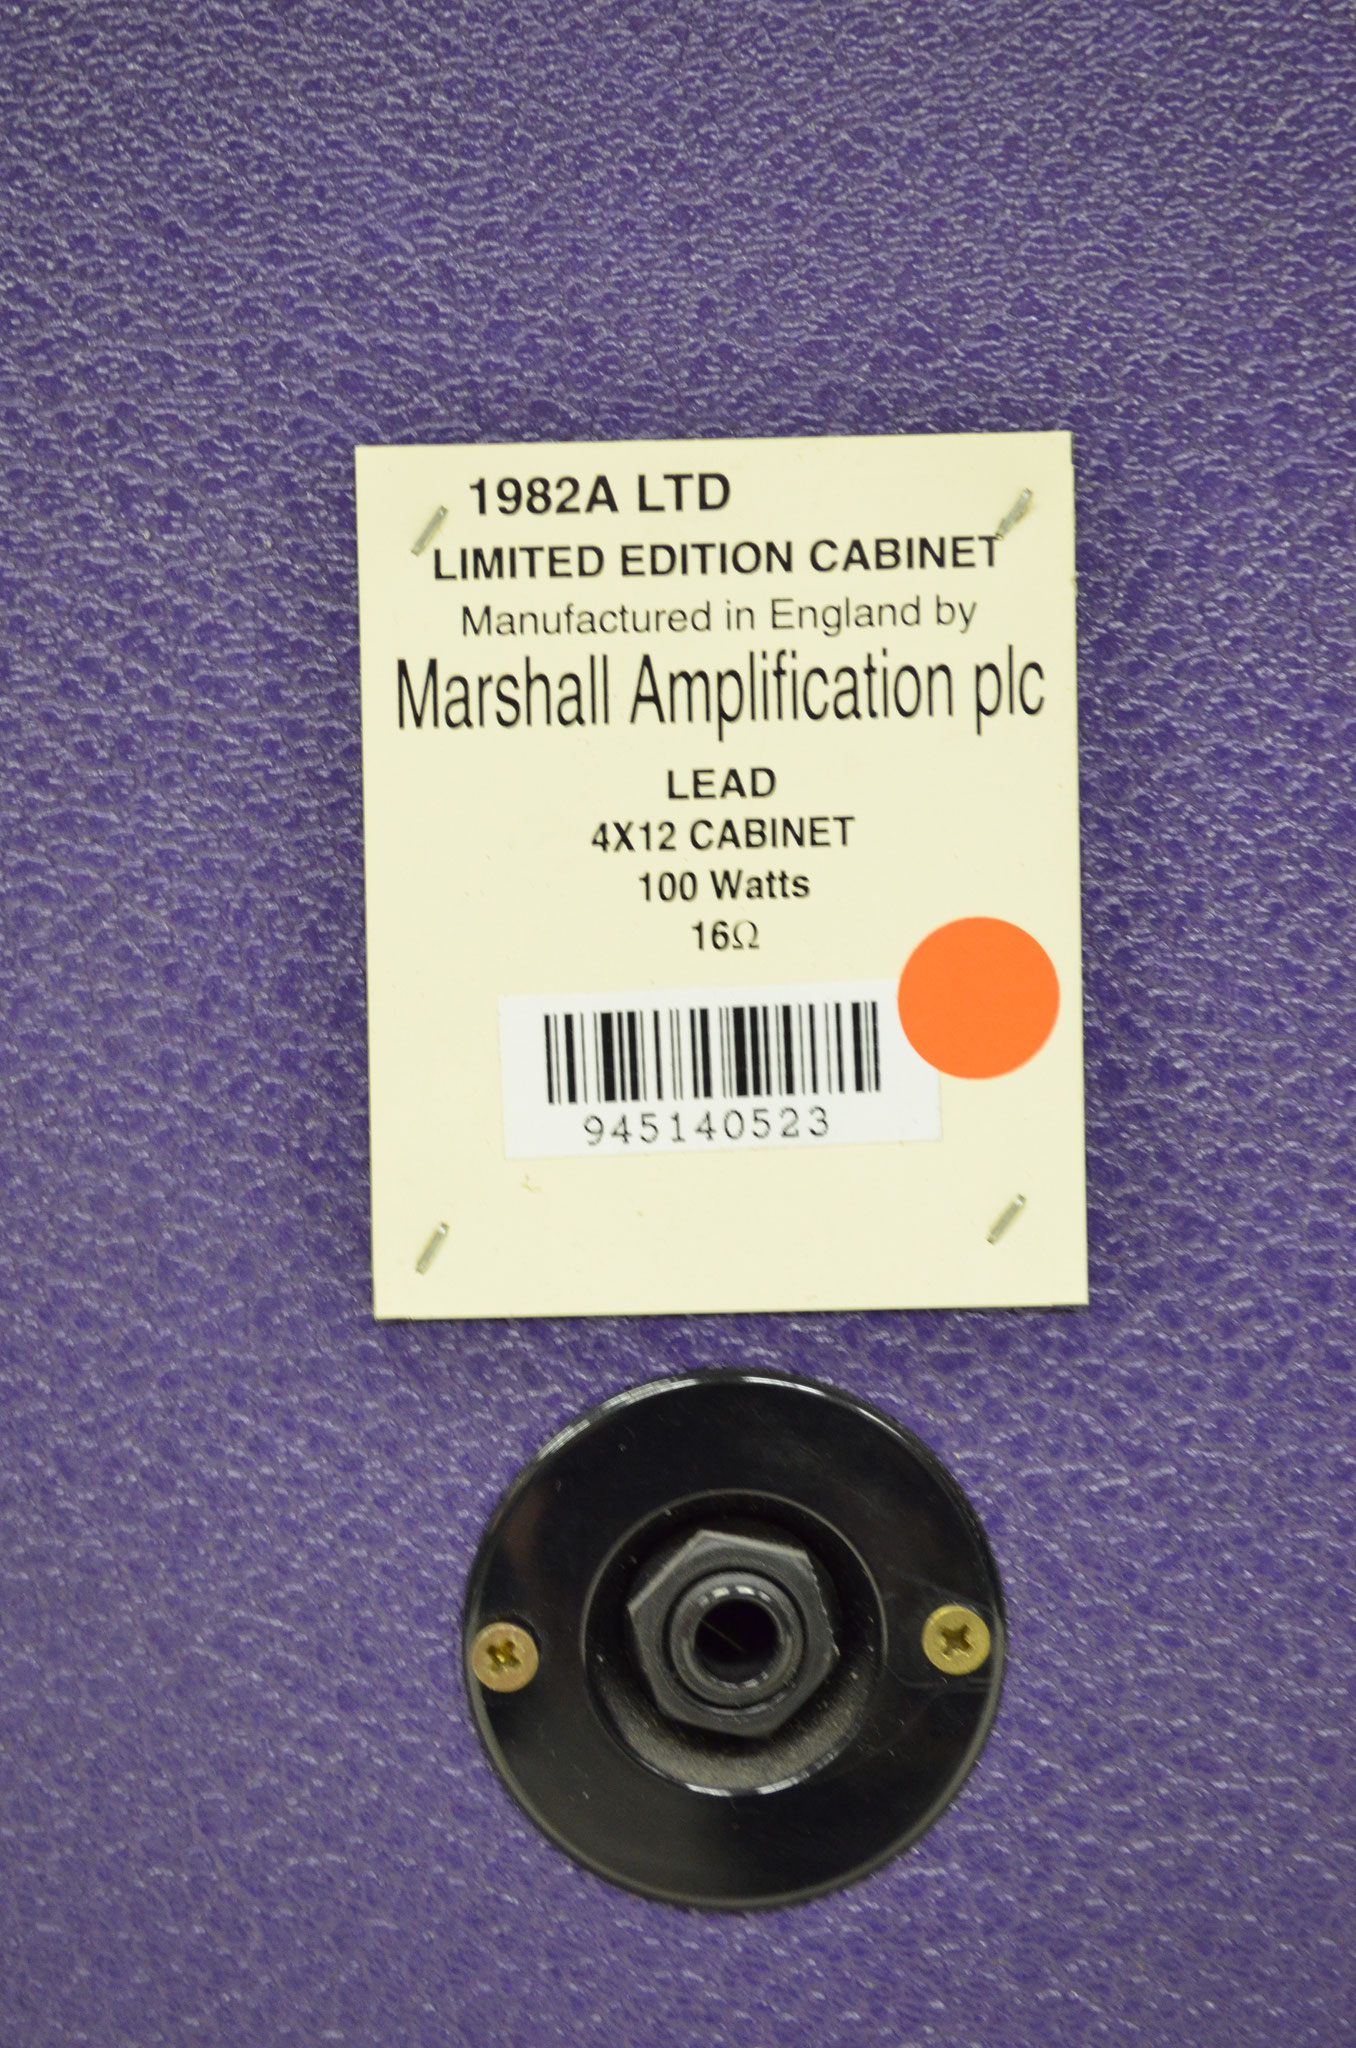 1982A LTD
LIMITED EDITION CABINET
Manufactured in England by
Marshall Amplification plc
LEAD
4X12 CABINET
100 Watts
16Ω
945140523